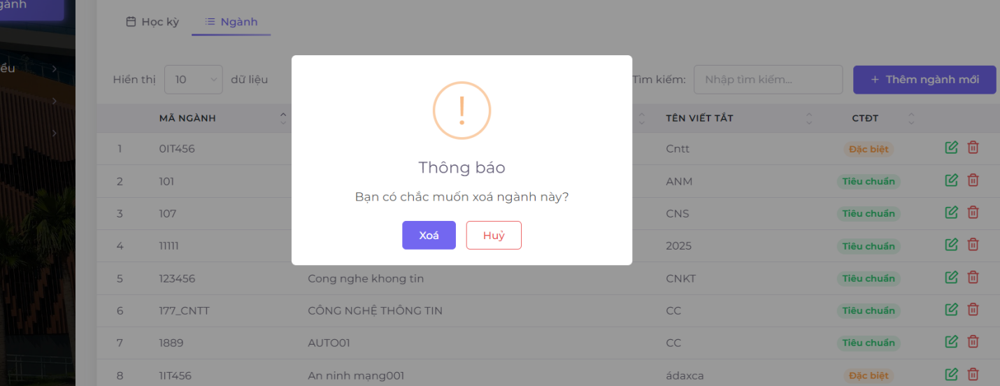 Học kỳ
Ngành
Hiển thị 10 dữ liệu
Tìm kiếm: Nhập tìm kiếm...
+ Thêm ngành mới
MÃ NGÀNH TÊN VIẾT TẮT CTĐT
1 0IT456 Cntt Đặc biệt
2 101 ANM Tiêu chuẩn
3 107 CNS Tiêu chuẩn
4 11111 2025 Tiêu chuẩn
5 123456 Cong nghe khong tin CNKT Tiêu chuẩn
6 177_CNTT CÔNG NGHỆ THÔNG TIN CC Tiêu chuẩn
7 1889 AUTO01 CC Tiêu chuẩn
8 1IT456 An ninh mạng001 ádaxca Đặc biệt
!
Thông báo
Bạn có chắc muốn xoá ngành này?
Xoá Huỷ